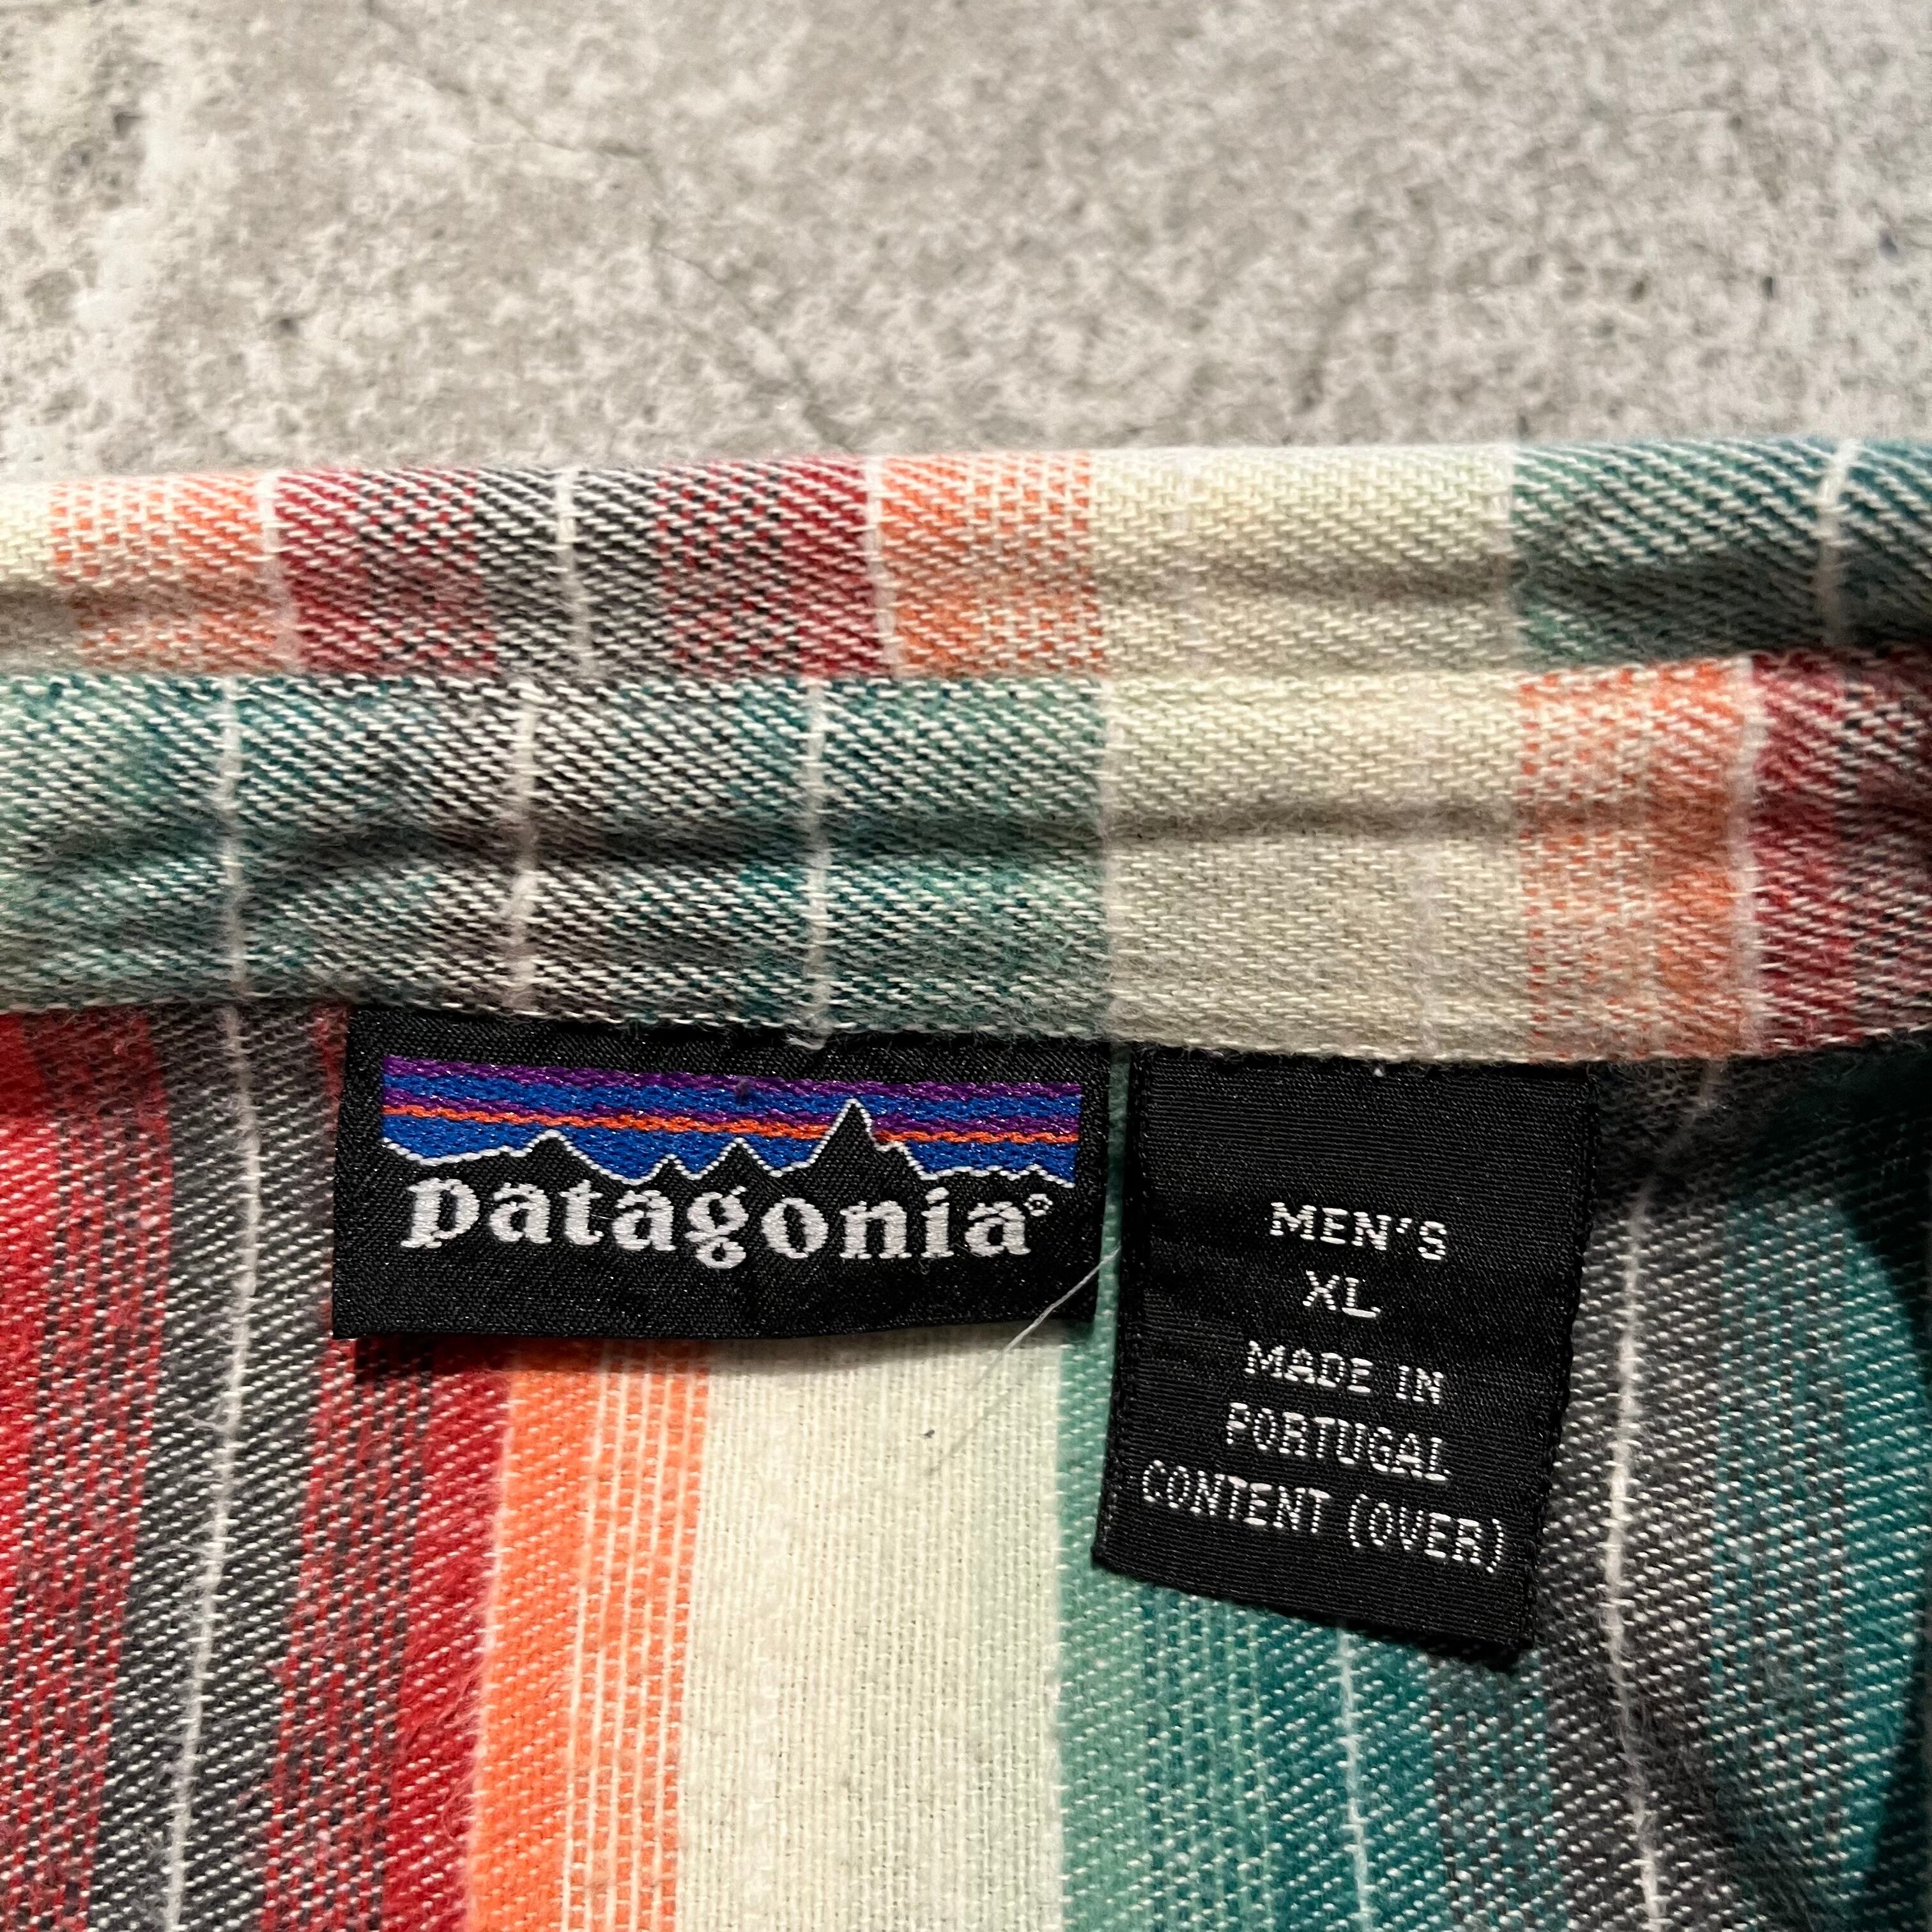 patagonia®
MEN'S
XL
MADE IN
PORTUGAL
CONTENT (OVER)